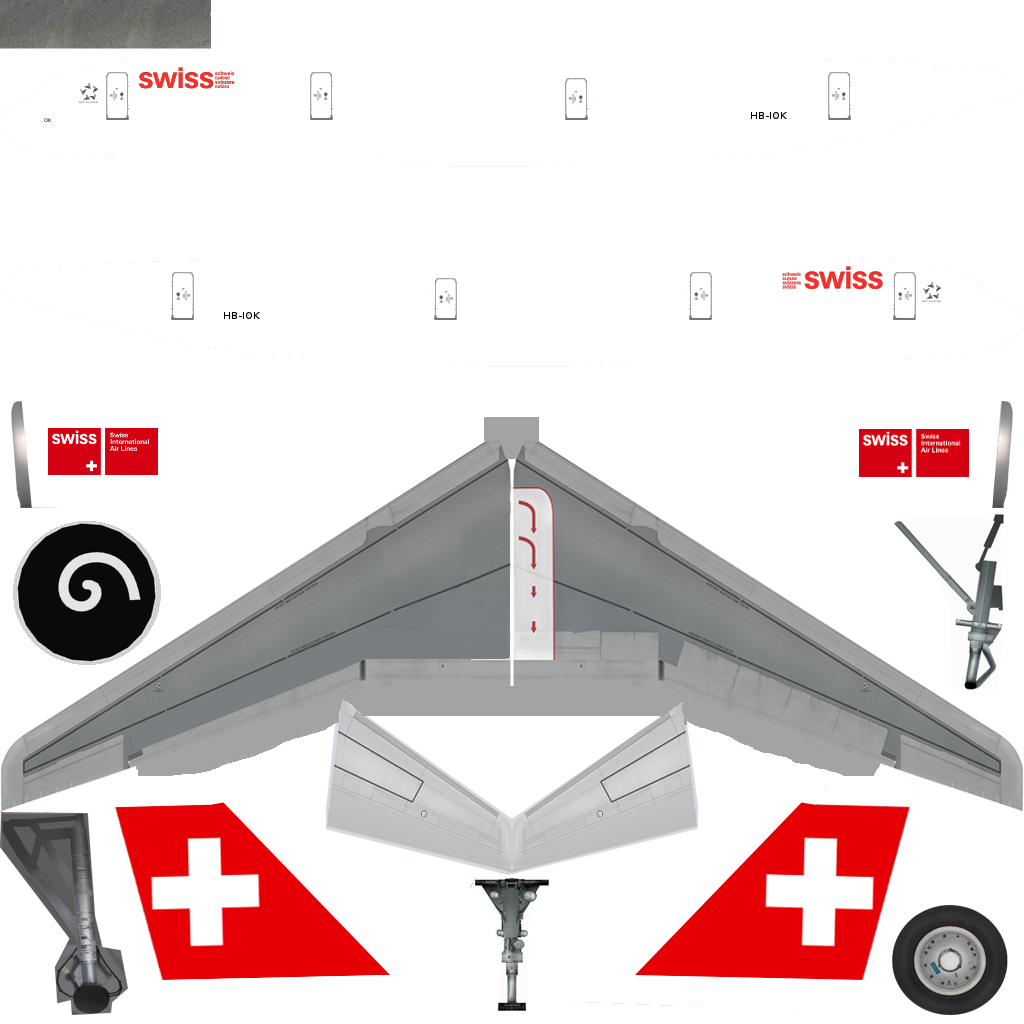 swiss
schweiz
suisse
svizzera
svizra
OK
HB-IOK
schweiz
suisse
svizzera
svizra
swiss
HB-IOK
swiss
Swiss
International
Air Lines
swiss
Swiss
International
Air Lines